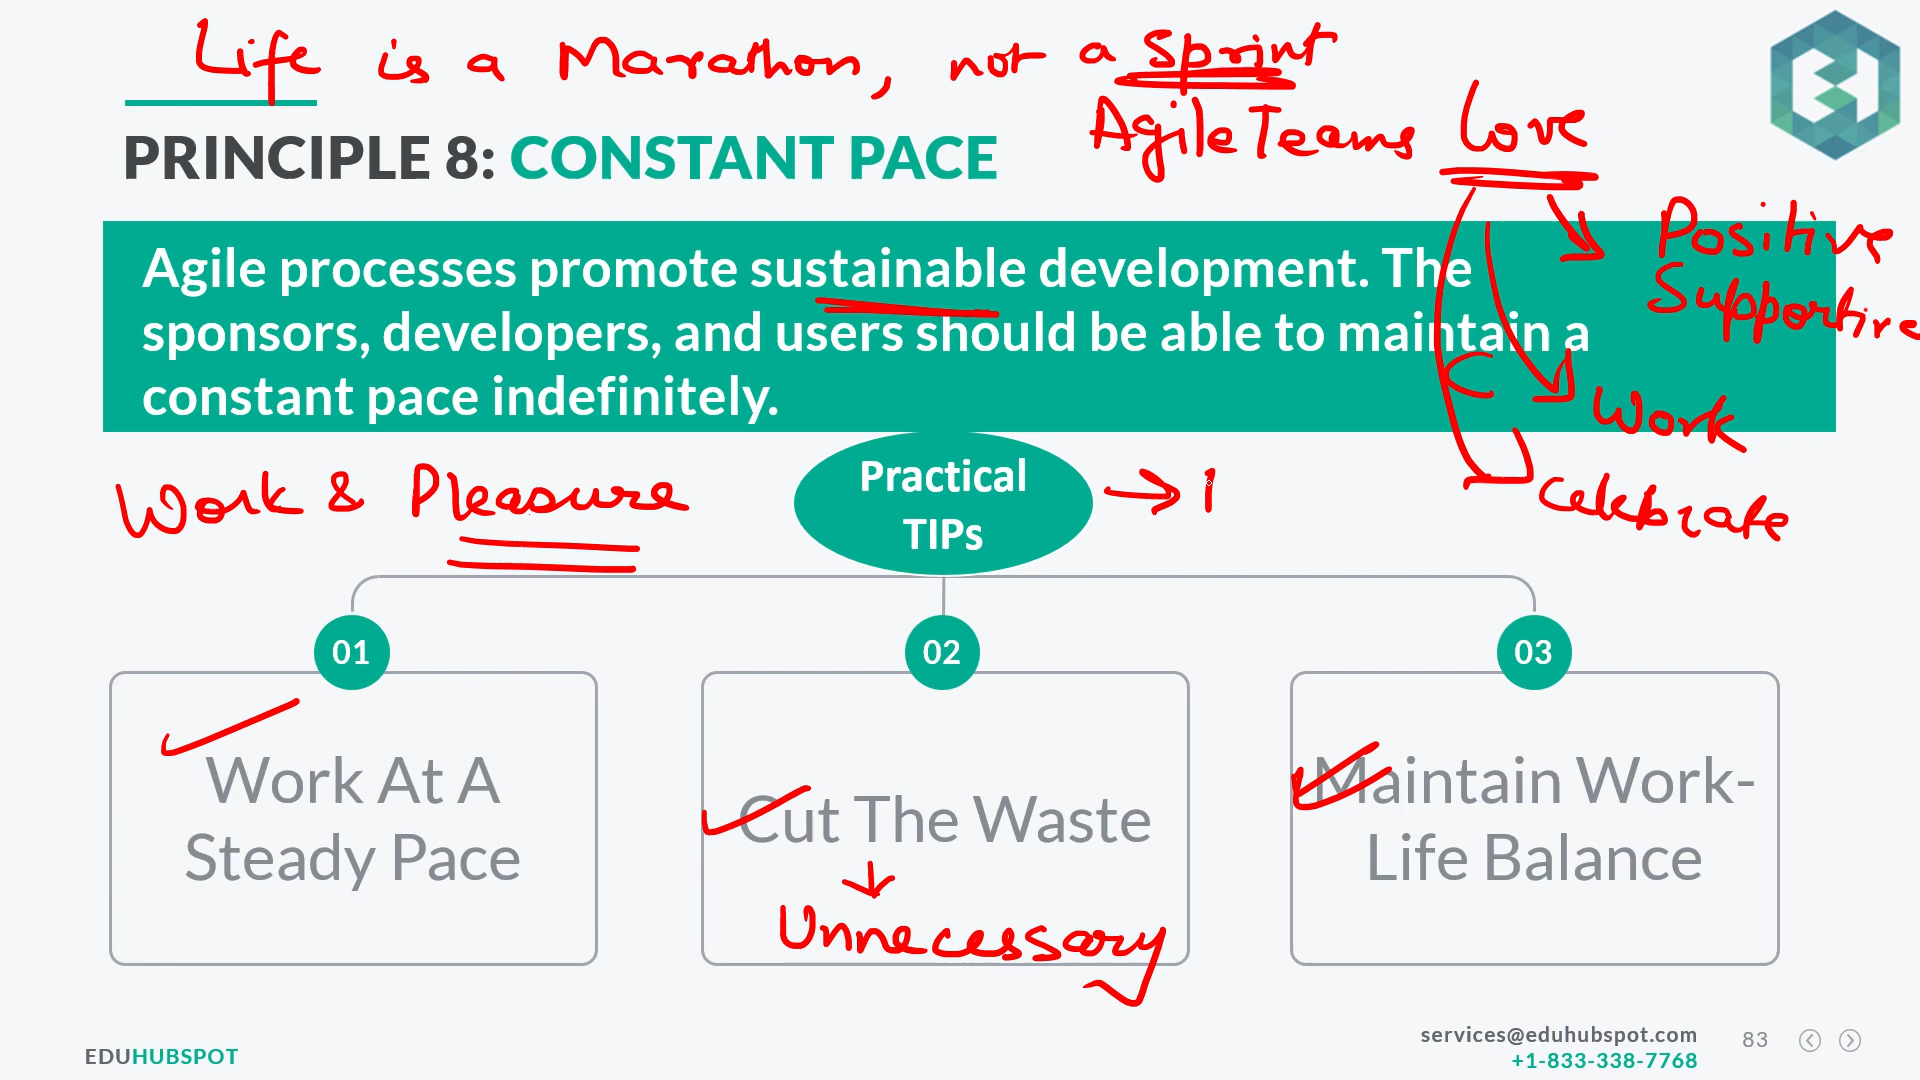 Life is a Marathon, not a Sprint
Agile Teams Love
PRINCIPLE 8: CONSTANT PACE
Positive
Supportive
Agile processes promote sustainable development. The
sponsors, developers, and users should be able to maintain a
constant pace indefinitely.
Work
Celebrate
Work & Pleasure
Practical
TIPs
01
Work At A
Steady Pace
02
Cut The Waste
Unnecessary
03
Maintain Work-
Life Balance
EDUHUBSPOT
services@eduhubspot.com
+1-833-338-7768
83